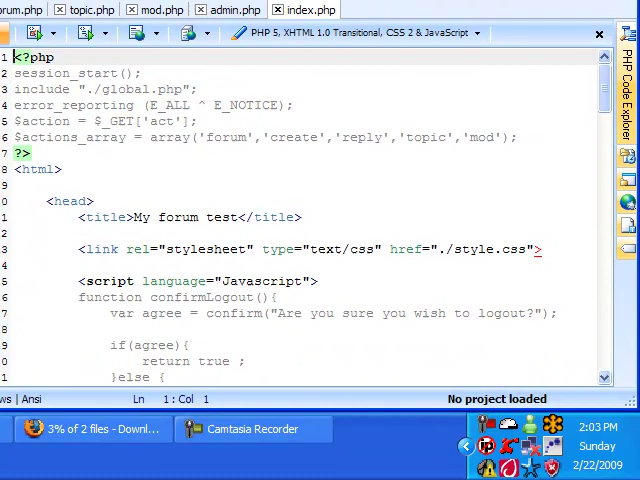 orum.php topic.php mod.php admin.php index.php
PHP 5, XHTML 1.0 Transitional, CSS 2 & JavaScript
1 <?php
2 session_start();
3 include "./global.php";
4 error_reporting (E_ALL ^ E_NOTICE);
5 $action = $_GET['act'];
6 $actions_array = array('forum','create','reply','topic','mod');
7 ?>
8 <html>
9
0 <head>
1 <title>My forum test</title>
2
3 <link rel="stylesheet" type="text/css" href="./style.css">
4
5 <script language="Javascript">
6 function confirmLogout(){
7 var agree = confirm("Are you sure you wish to logout?");
8
9 if(agree){
0 return true ;
1 }else {
PHP Code Explorer
ws | Ansi Ln 1 : Col 1 No project loaded
3% of 2 files - Downl... Camtasia Recorder
2:03 PM
Sunday
2/22/2009